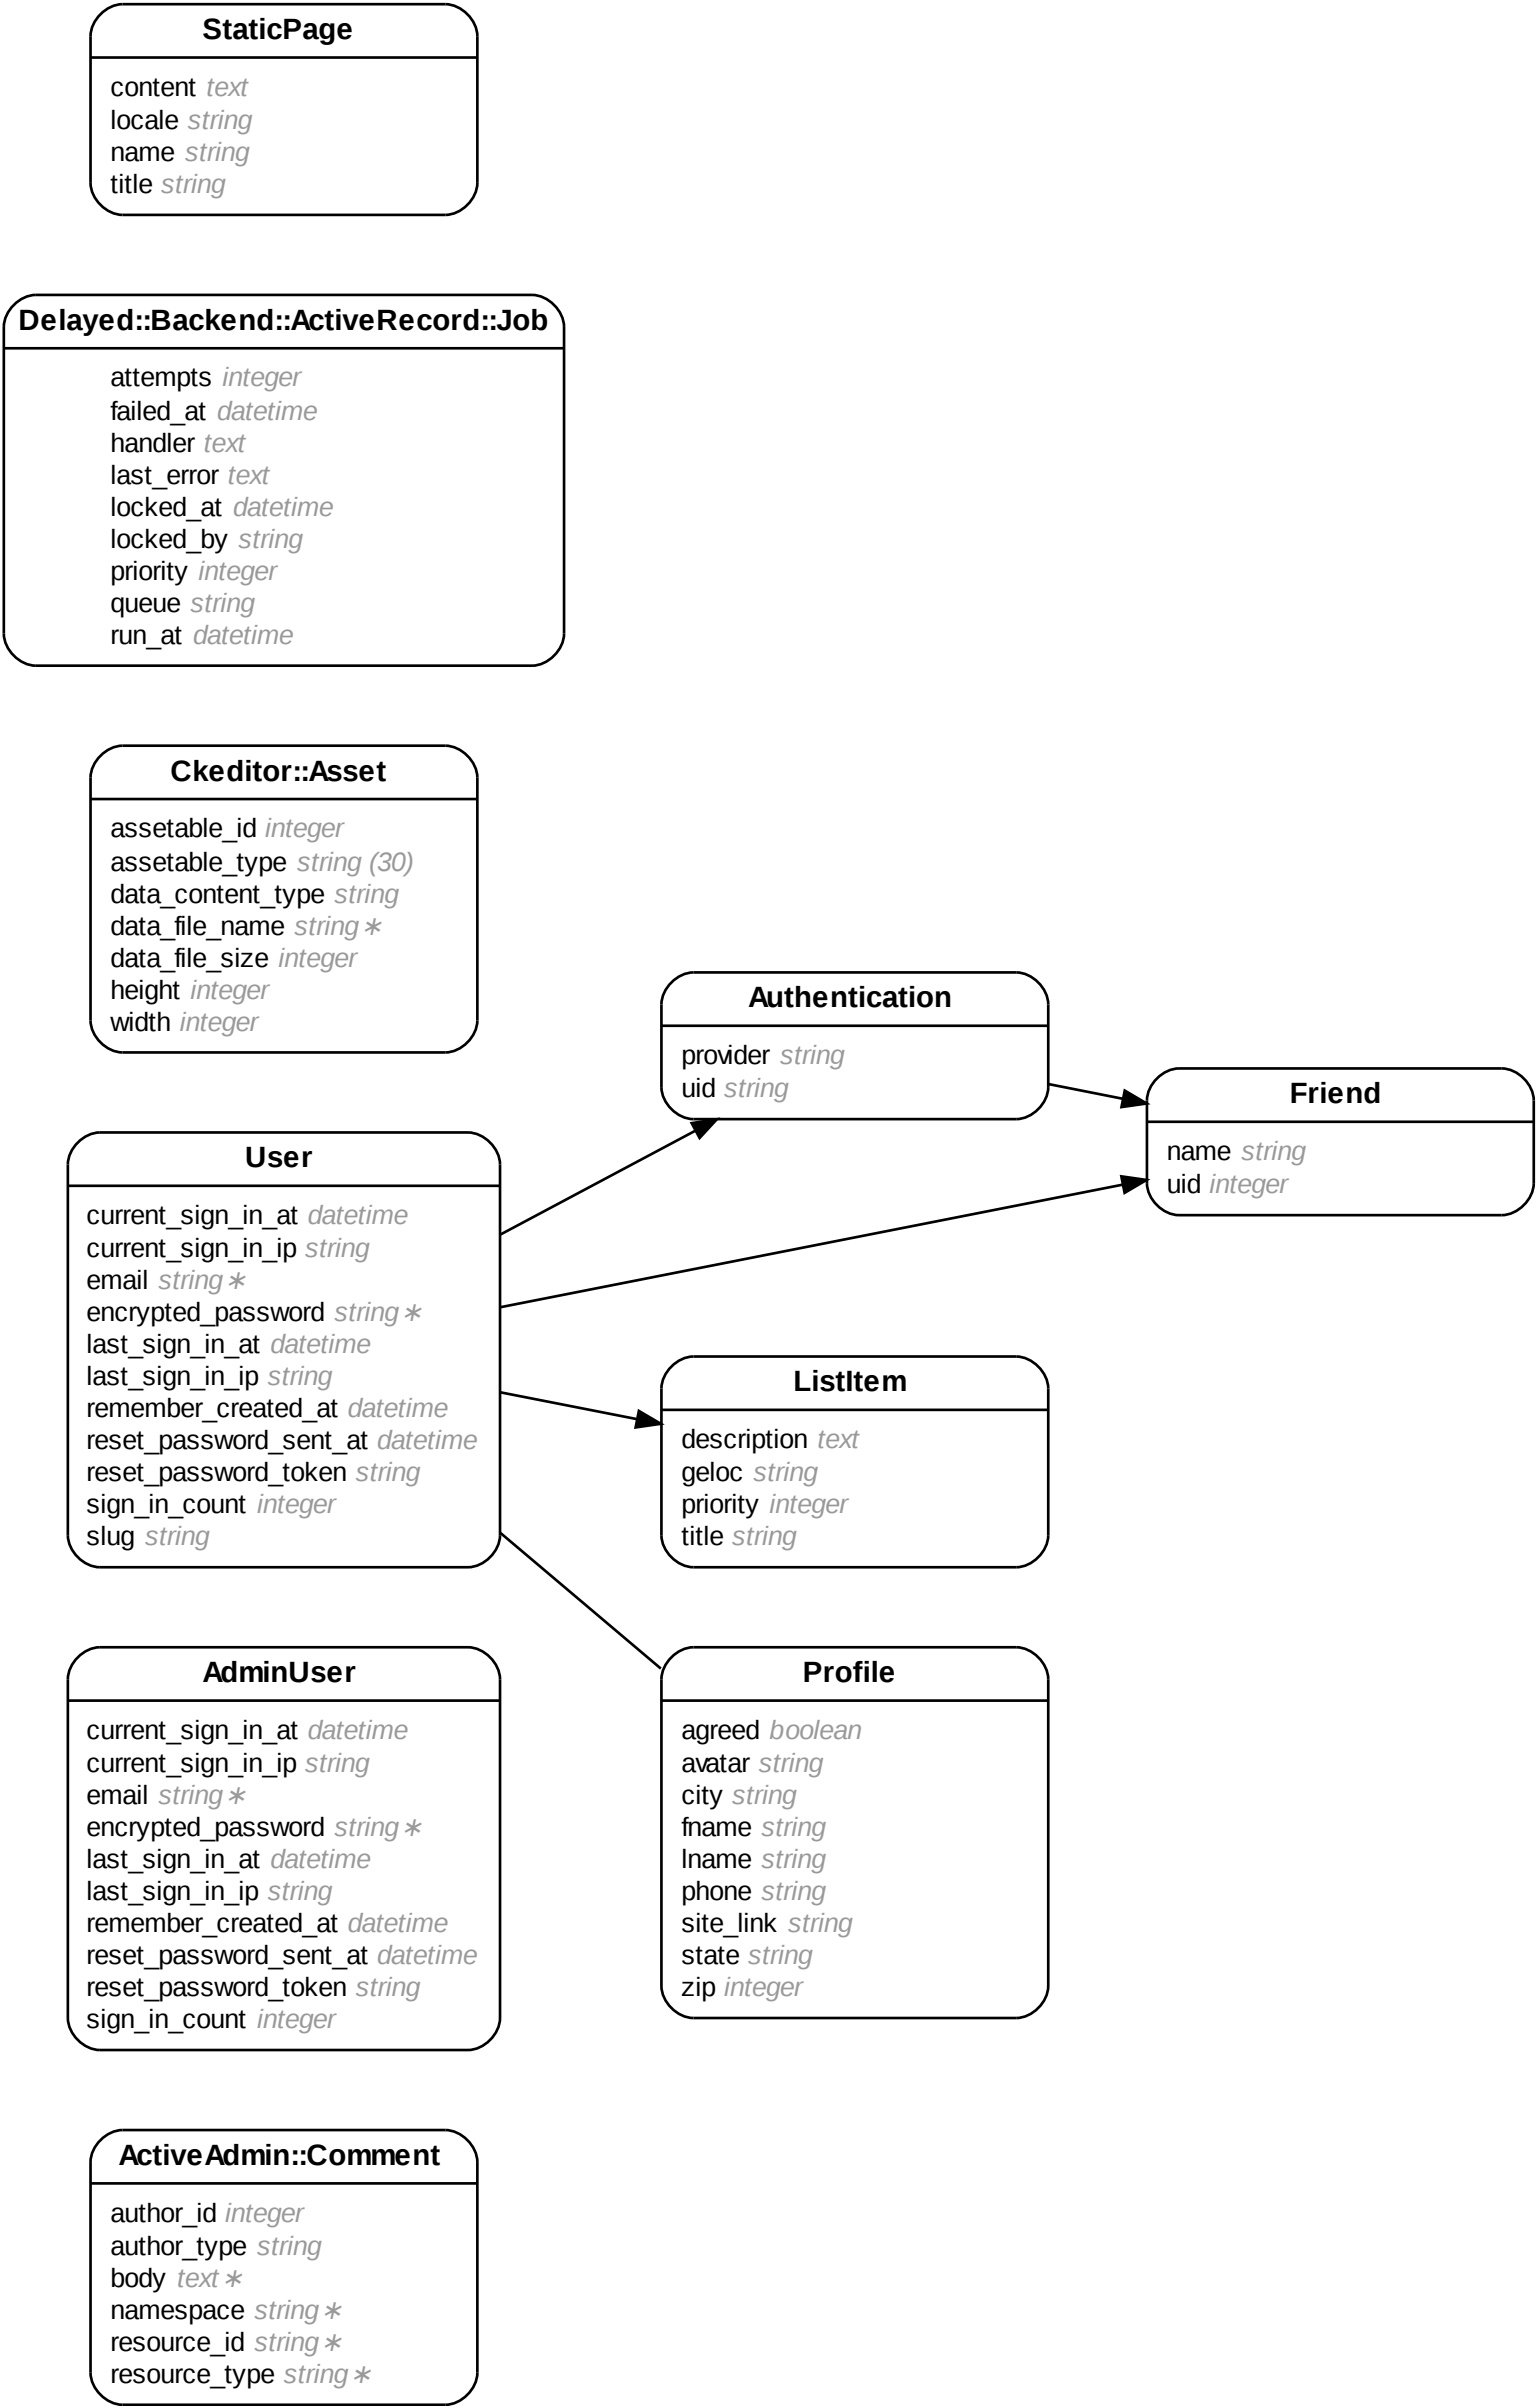 StaticPage
content text
locale string
name string
title string
Delayed::Backend::ActiveRecord::Job
attempts integer
failed_at datetime
handler text
last_error text
locked_at datetime
locked_by string
priority integer
queue string
run_at datetime
Ckeditor::Asset
assetable_id integer
assetable_type string (30)
data_content_type string
data_file_name string ∗
data_file_size integer
height integer
width integer
Authentication
provider string
uid string
Friend
name string
uid integer
User
current_sign_in_at datetime
current_sign_in_ip string
email string ∗
encrypted_password string ∗
last_sign_in_at datetime
last_sign_in_ip string
remember_created_at datetime
reset_password_sent_at datetime
reset_password_token string
sign_in_count integer
slug string
ListItem
description text
geloc string
priority integer
title string
AdminUser
current_sign_in_at datetime
current_sign_in_ip string
email string ∗
encrypted_password string ∗
last_sign_in_at datetime
last_sign_in_ip string
remember_created_at datetime
reset_password_sent_at datetime
reset_password_token string
sign_in_count integer
Profile
agreed boolean
avatar string
city string
fname string
lname string
phone string
site_link string
state string
zip integer
ActiveAdmin::Comment
author_id integer
author_type string
body text ∗
namespace string ∗
resource_id string ∗
resource_type string ∗